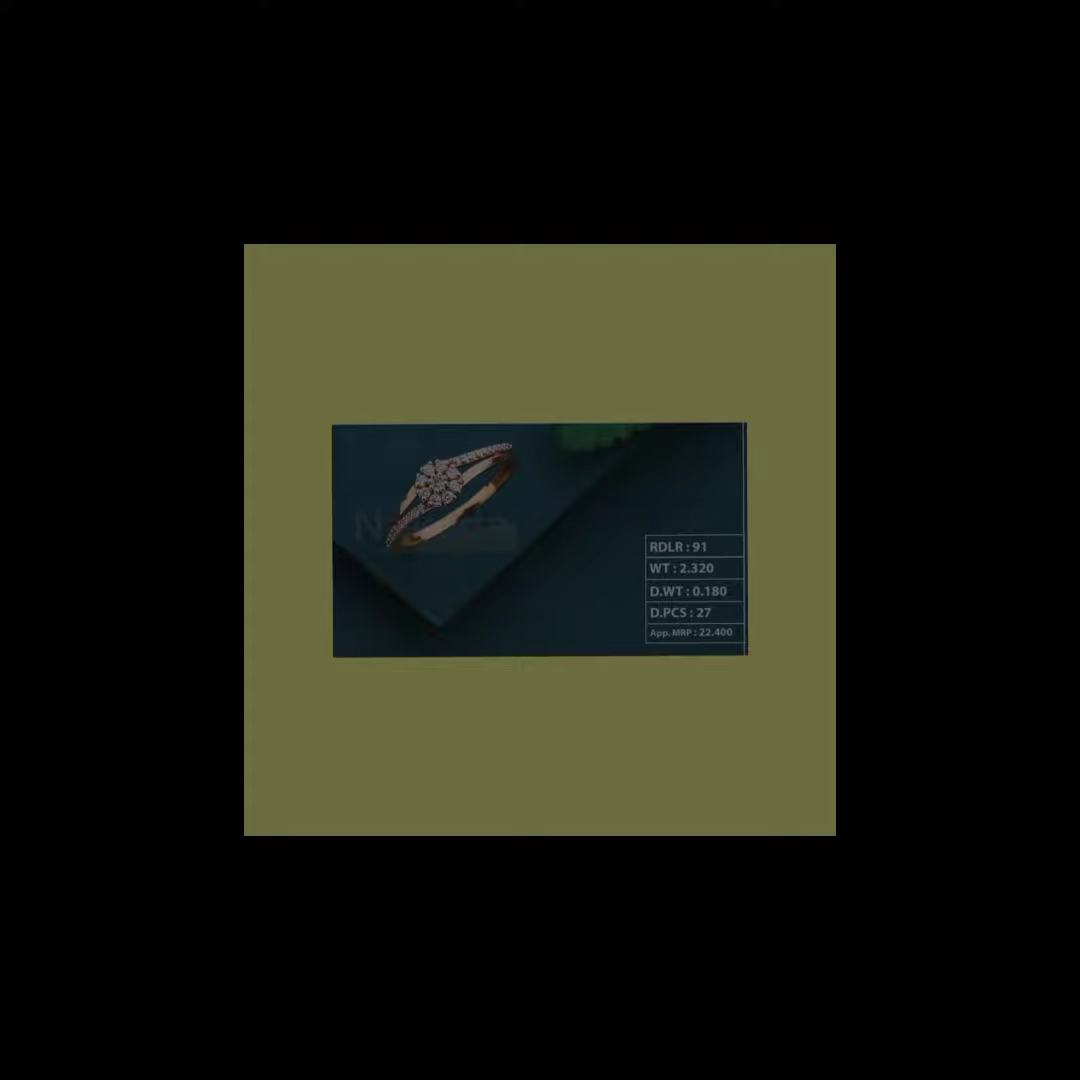 RDLR : 91
WT : 2.320
D.WT : 0.180
D.PCS : 27
App. MRP : 22.400